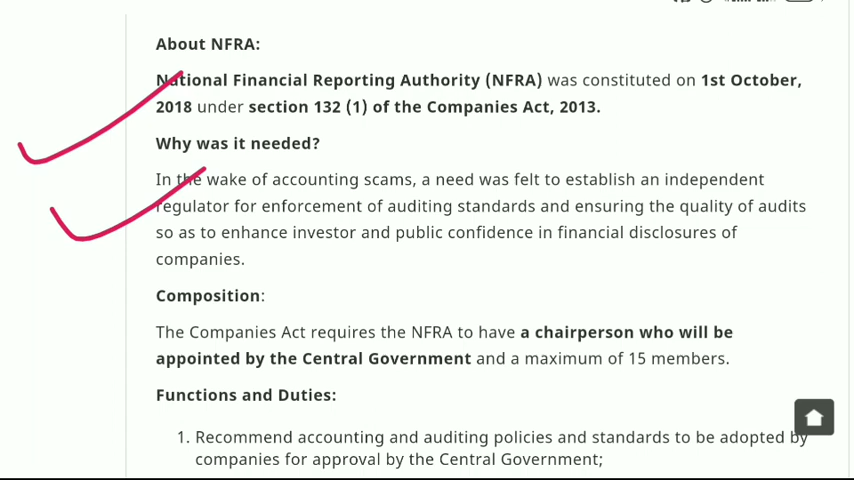 About NFRA:
National Financial Reporting Authority (NFRA) was constituted on 1st October,
2018 under section 132 (1) of the Companies Act, 2013.
Why was it needed?
In the wake of accounting scams, a need was felt to establish an independent
regulator for enforcement of auditing standards and ensuring the quality of audits
so as to enhance investor and public confidence in financial disclosures of
companies.
Composition:
The Companies Act requires the NFRA to have a chairperson who will be
appointed by the Central Government and a maximum of 15 members.
Functions and Duties:
1. Recommend accounting and auditing policies and standards to be adopted by
companies for approval by the Central Government;